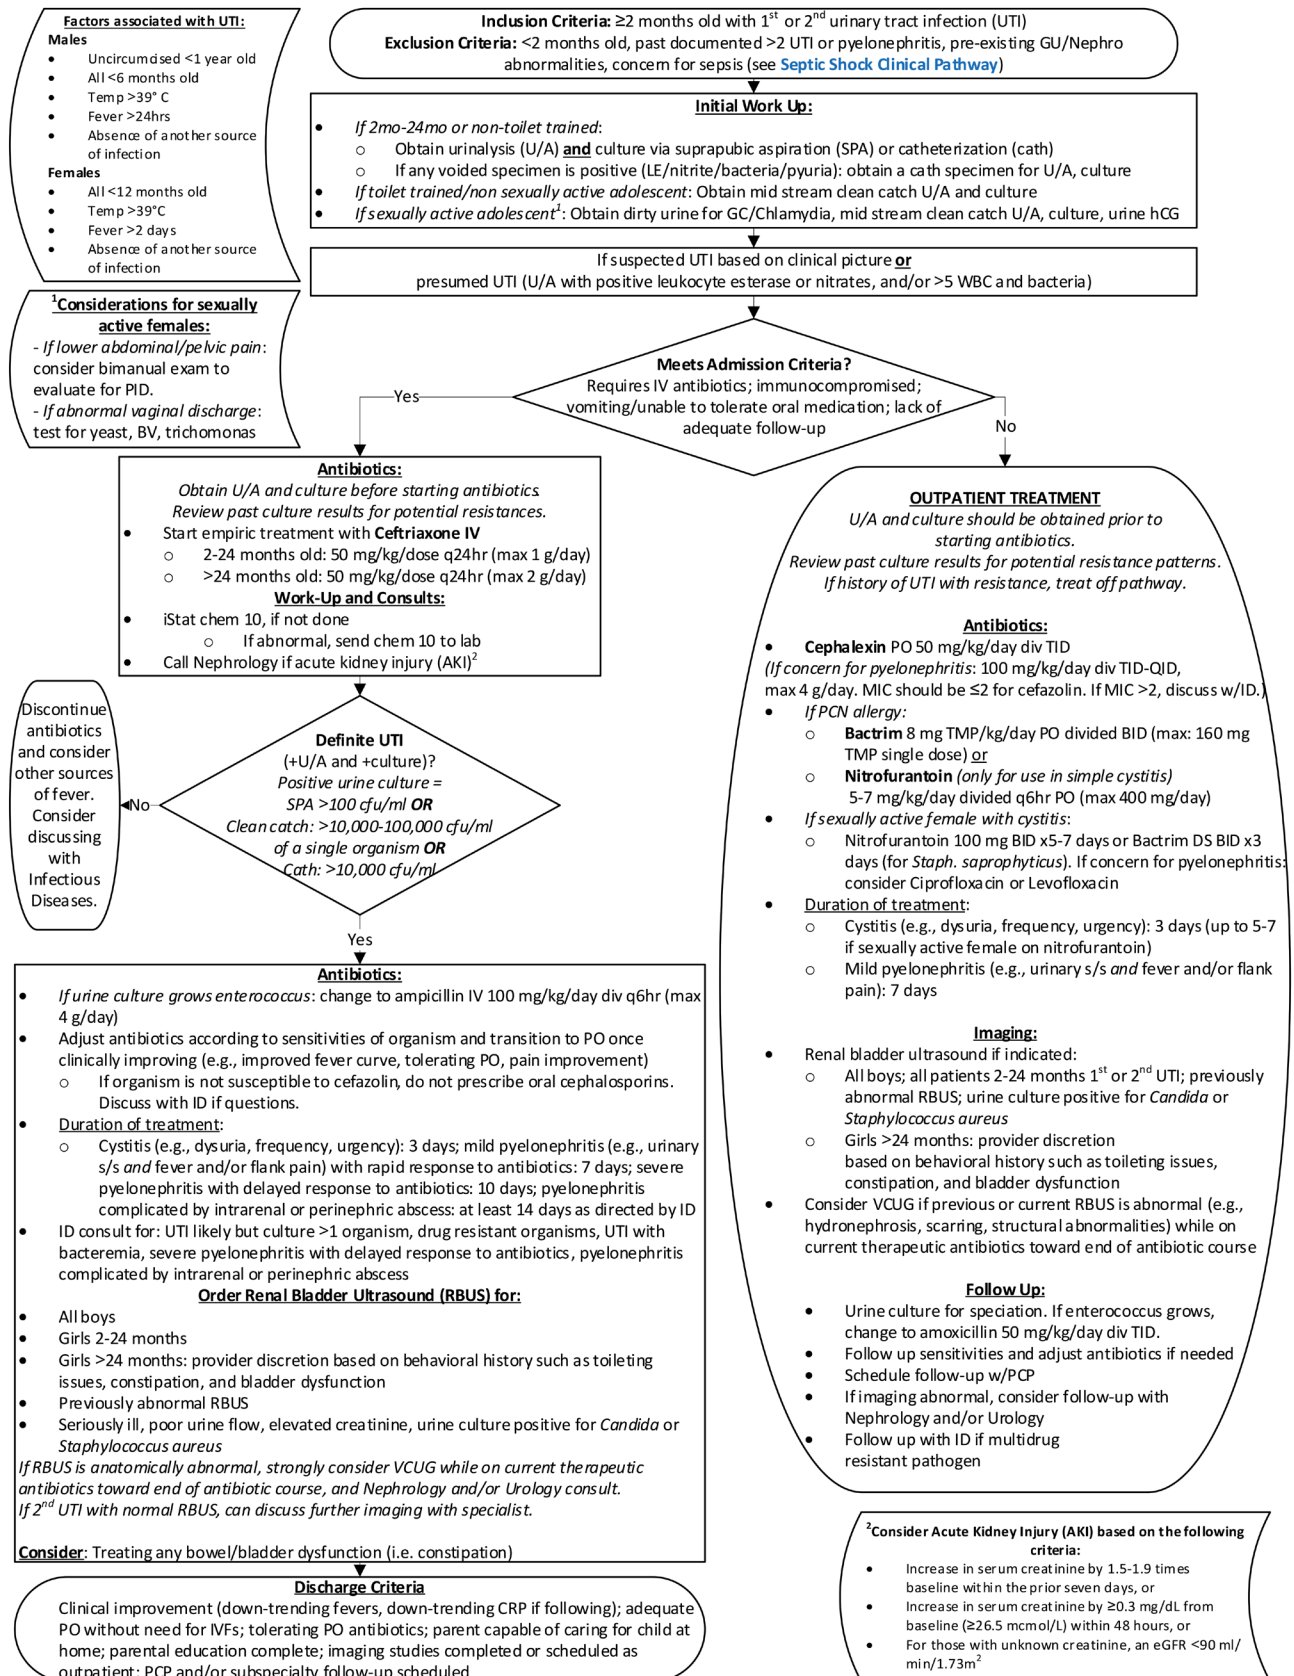 Factors associated with UTI:
Males
• Uncircumcised <1 year old
• All <6 months old
• Temp >39° C
• Fever >24hrs
• Absence of another source
of infection
Females
• All <12 months old
• Temp >39°C
• Fever >2 days
• Absence of another source
of infection
Inclusion Criteria: ≥2 months old with 1st or 2nd urinary tract infection (UTI)
Exclusion Criteria: <2 months old, past documented >2 UTI or pyelonephritis, pre-existing GU/Nephro
abnormalities, concern for sepsis (see Septic Shock Clinical Pathway)
Initial Work Up:
• If 2mo-24mo or non-toilet trained:
o Obtain urinalysis (U/A) and culture via suprapubic aspiration (SPA) or catheterization (cath)
o If any voided specimen is positive (LE/nitrite/bacteria/pyuria): obtain a cath specimen for U/A, culture
• If toilet trained/non sexually active adolescent: Obtain mid stream clean catch U/A and culture
• If sexually active adolescent1: Obtain dirty urine for GC/Chlamydia, mid stream clean catch U/A, culture, urine hCG
If suspected UTI based on clinical picture or
presumed UTI (U/A with positive leukocyte esterase or nitrates, and/or >5 WBC and bacteria)
1Considerations for sexually
active females:
- If lower abdominal/pelvic pain:
consider bimanual exam to
evaluate for PID.
- If abnormal vaginal discharge:
test for yeast, BV, trichomonas
Meets Admission Criteria?
Requires IV antibiotics; immunocompromised;
vomiting/unable to tolerate oral medication; lack of
adequate follow-up
Yes
No
Antibiotics:
Obtain U/A and culture before starting antibiotics.
Review past culture results for potential resistances.
• Start empiric treatment with Ceftriaxone IV
o 2-24 months old: 50 mg/kg/dose q24hr (max 1 g/day)
o >24 months old: 50 mg/kg/dose q24hr (max 2 g/day)
Work-Up and Consults:
• iStat chem 10, if not done
o If abnormal, send chem 10 to lab
• Call Nephrology if acute kidney injury (AKI)2
Definite UTI
(+U/A and +culture)?
Positive urine culture =
SPA >100 cfu/ml OR
Clean catch: >10,000-100,000 cfu/ml
of a single organism OR
Cath: >10,000 cfu/ml
No
Discontinue
antibiotics
and consider
other sources
of fever.
Consider
discussing
with
Infectious
Diseases.
Yes
Antibiotics:
• If urine culture grows enterococcus: change to ampicillin IV 100 mg/kg/day div q6hr (max
4 g/day)
• Adjust antibiotics according to sensitivities of organism and transition to PO once
clinically improving (e.g., improved fever curve, tolerating PO, pain improvement)
o If organism is not susceptible to cefazolin, do not prescribe oral cephalosporins.
Discuss with ID if questions.
• Duration of treatment:
o Cystitis (e.g., dysuria, frequency, urgency): 3 days; mild pyelonephritis (e.g., urinary
s/s and fever and/or flank pain) with rapid response to antibiotics: 7 days; severe
pyelonephritis with delayed response to antibiotics: 10 days; pyelonephritis
complicated by intrarenal or perinephric abscess: at least 14 days as directed by ID
• ID consult for: UTI likely but culture >1 organism, drug resistant organisms, UTI with
bacteremia, severe pyelonephritis with delayed response to antibiotics, pyelonephritis
complicated by intrarenal or perinephric abscess
Order Renal Bladder Ultrasound (RBUS) for:
• All boys
• Girls 2-24 months
• Girls >24 months: provider discretion based on behavioral history such as toileting
issues, constipation, and bladder dysfunction
• Previously abnormal RBUS
• Seriously ill, poor urine flow, elevated creatinine, urine culture positive for Candida or
Staphylococcus aureus
If RBUS is anatomically abnormal, strongly consider VCUG while on current therapeutic
antibiotics toward end of antibiotic course, and Nephrology and/or Urology consult.
If 2nd UTI with normal RBUS, can discuss further imaging with specialist.
Consider: Treating any bowel/bladder dysfunction (i.e. constipation)
Discharge Criteria
Clinical improvement (down-trending fevers, down-trending CRP if following); adequate
PO without need for IVFs; tolerating PO antibiotics; parent capable of caring for child at
home; parental education complete; imaging studies completed or scheduled as
outpatient; PCP and/or subspecialty follow-up scheduled
OUTPATIENT TREATMENT
U/A and culture should be obtained prior to
starting antibiotics.
Review past culture results for potential resistance patterns.
If history of UTI with resistance, treat off pathway.
Antibiotics:
• Cephalexin PO 50 mg/kg/day div TID
(If concern for pyelonephritis: 100 mg/kg/day div TID-QID,
max 4 g/day. MIC should be ≤2 for cefazolin. If MIC >2, discuss w/ID.)
• If PCN allergy:
o Bactrim 8 mg TMP/kg/day PO divided BID (max: 160 mg
TMP single dose) or
o Nitrofurantoin (only for use in simple cystitis)
5-7 mg/kg/day divided q6hr PO (max 400 mg/day)
• If sexually active female with cystitis:
o Nitrofurantoin 100 mg BID x5-7 days or Bactrim DS BID x3
days (for Staph. saprophyticus). If concern for pyelonephritis:
consider Ciprofloxacin or Levofloxacin
• Duration of treatment:
o Cystitis (e.g., dysuria, frequency, urgency): 3 days (up to 5-7
if sexually active female on nitrofurantoin)
o Mild pyelonephritis (e.g., urinary s/s and fever and/or flank
pain): 7 days
Imaging:
• Renal bladder ultrasound if indicated:
o All boys; all patients 2-24 months 1st or 2nd UTI; previously
abnormal RBUS; urine culture positive for Candida or
Staphylococcus aureus
o Girls >24 months: provider discretion
based on behavioral history such as toileting issues,
constipation, and bladder dysfunction
• Consider VCUG if previous or current RBUS is abnormal (e.g.,
hydronephrosis, scarring, structural abnormalities) while on
current therapeutic antibiotics toward end of antibiotic course
Follow Up:
• Urine culture for speciation. If enterococcus grows,
change to amoxicillin 50 mg/kg/day div TID.
• Follow up sensitivities and adjust antibiotics if needed
• Schedule follow-up w/PCP
• If imaging abnormal, consider follow-up with
Nephrology and/or Urology
• Follow up with ID if multidrug
resistant pathogen
2Consider Acute Kidney Injury (AKI) based on the following
criteria:
• Increase in serum creatinine by 1.5-1.9 times
baseline within the prior seven days, or
• Increase in serum creatinine by ≥0.3 mg/dL from
baseline (≥26.5 mcmol/L) within 48 hours, or
• For those with unknown creatinine, an eGFR <90 ml/
min/1.73m2